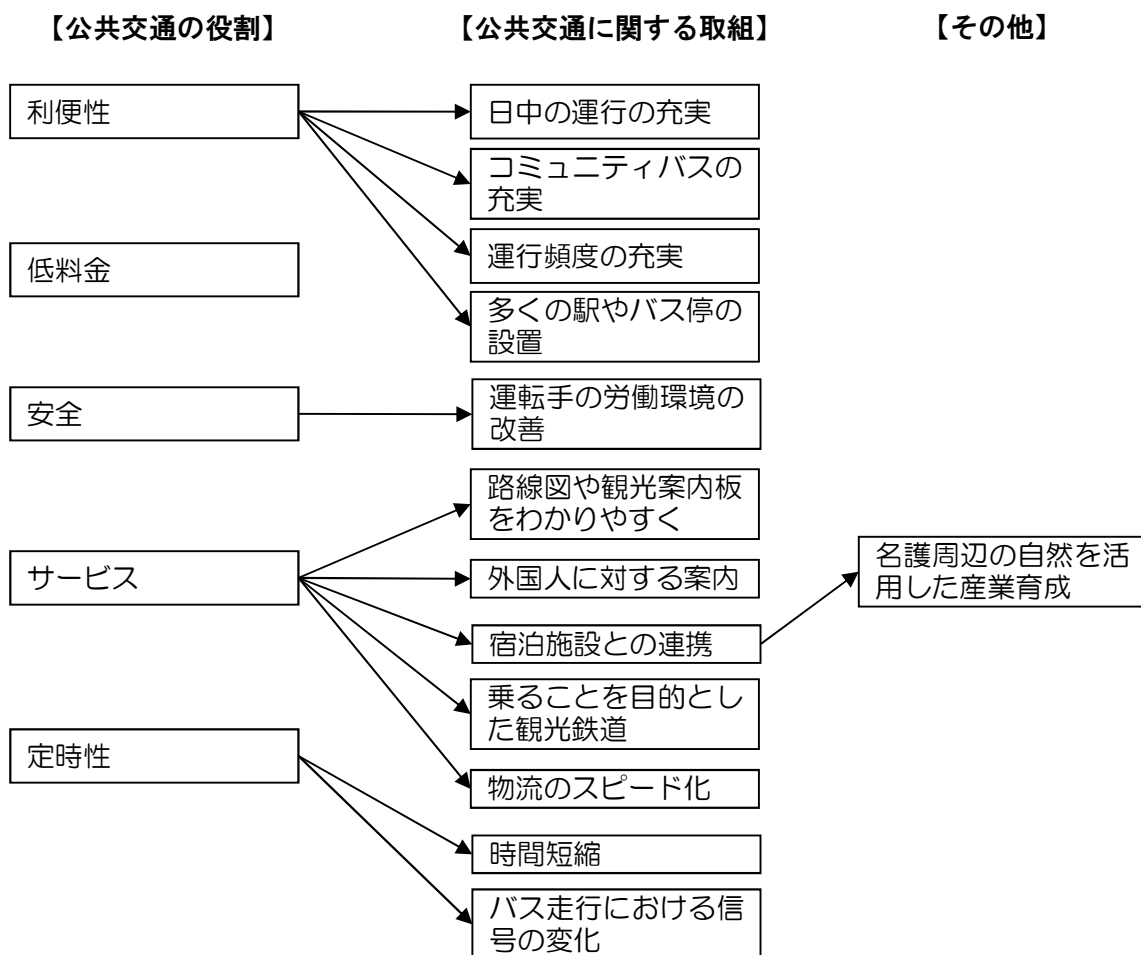 【公共交通の役割】
【公共交通に関する取組】
【その他】
利便性
低料金
安全
サービス
定時性
日中の運行の充実
コミュニティバスの
充実
運行頻度の充実
多くの駅やバス停の
設置
運転手の労働環境の
改善
路線図や観光案内板
をわかりやすく
外国人に対する案内
宿泊施設との連携
乗ることを目的とし
た観光鉄道
物流のスピード化
時間短縮
バス走行における信
号の変化
名護周辺の自然を活
用した産業育成